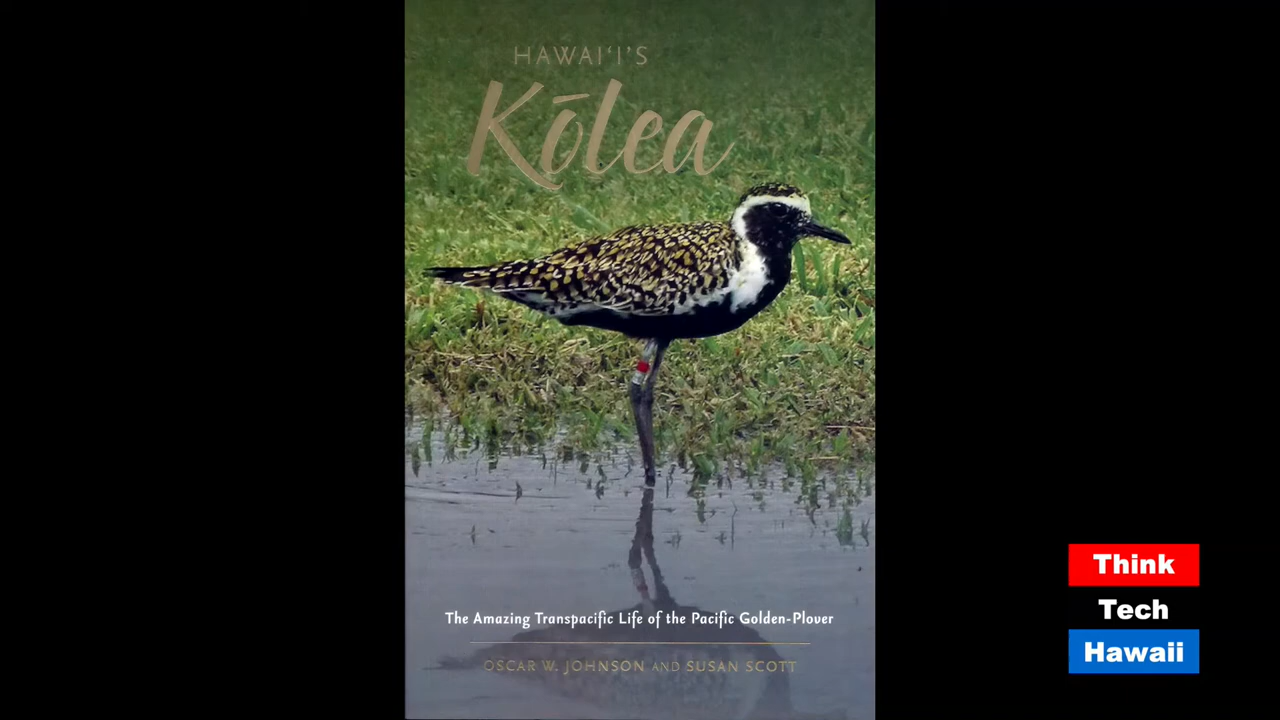 HAWAI‘I’S
Kōlea
The Amazing Transpacific Life of the Pacific Golden-Plover
OSCAR W. JOHNSON AND SUSAN SCOTT
Think
Tech
Hawaii